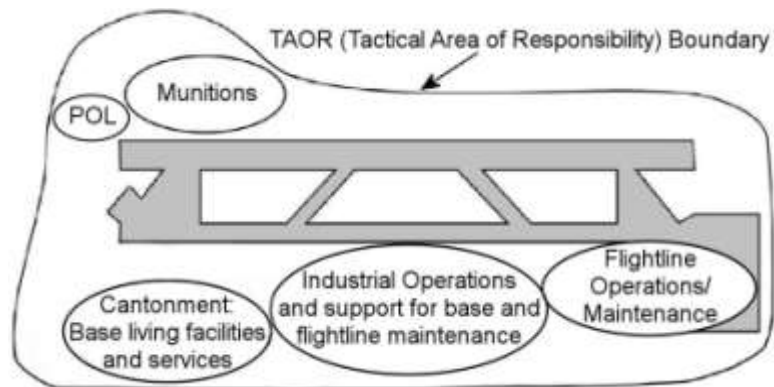 TAOR (Tactical Area of Responsibility) Boundary
Munitions
POL
Flightline
Operations/
Maintenance
Industrial Operations
and support for base and
flightline maintenance
Cantonment:
Base living facilities
and services